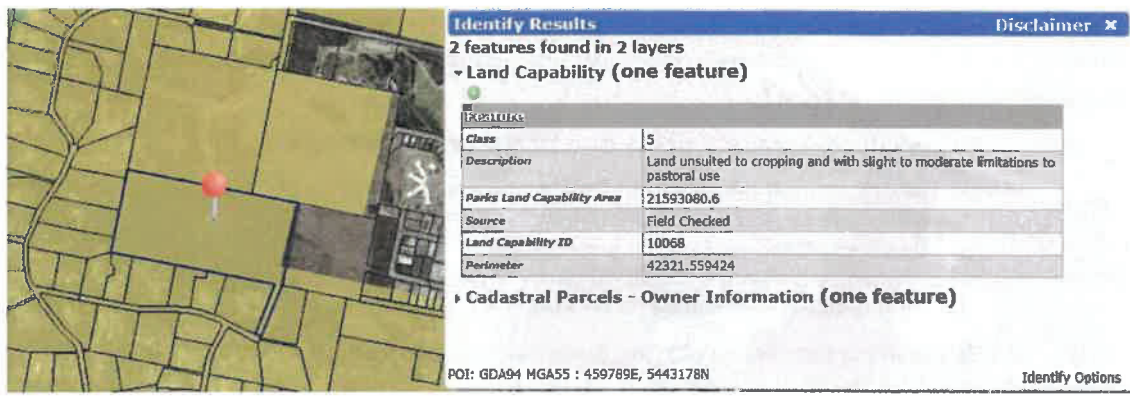 Identify Results Disclaimer ×
2 features found in 2 layers
Land Capability (one feature)
Feature
Class 5
Description Land unsuited to cropping and with slight to moderate limitations to
pastoral use
Parks Land Capability Area 21593080.6
Source Field Checked
Land Capability ID 10068
Perimeter 42321.559424
Cadastral Parcels - Owner Information (one feature)
POI: GDA94 MGA55 : 459789E, 5443178N Identify Options